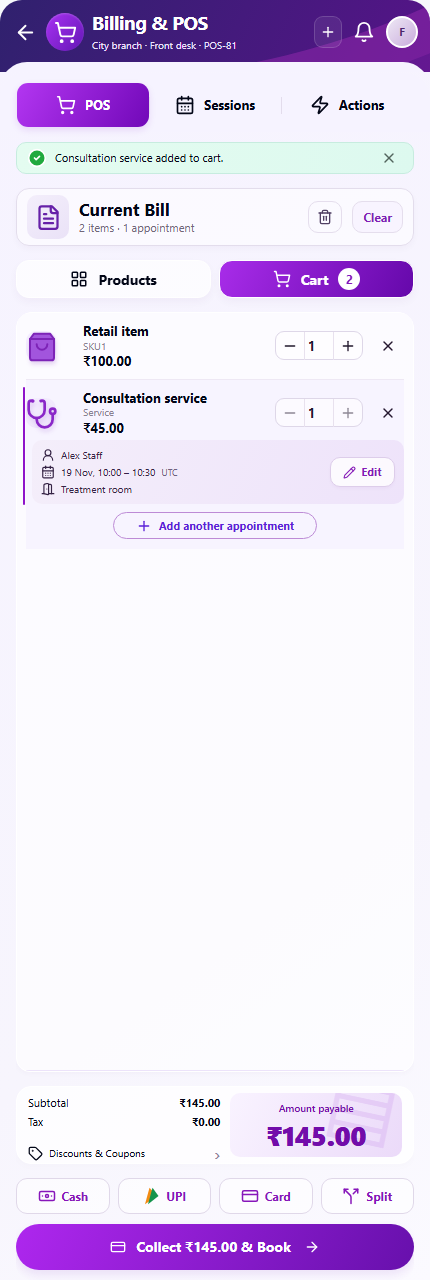 Billing & POS
City branch · Front desk · POS-81
F
POS
Sessions
Actions
Consultation service added to cart.
Current Bill
2 items · 1 appointment
Clear
Products
Cart 2
Retail item
SKU1
₹100.00
1
Consultation service
Service
₹45.00
1
Alex Staff
19 Nov, 10:00 – 10:30 UTC
Treatment room
Edit
Add another appointment
Subtotal ₹145.00
Tax ₹0.00
Discounts & Coupons
Amount payable
₹145.00
Cash
UPI
Card
Split
Collect ₹145.00 & Book